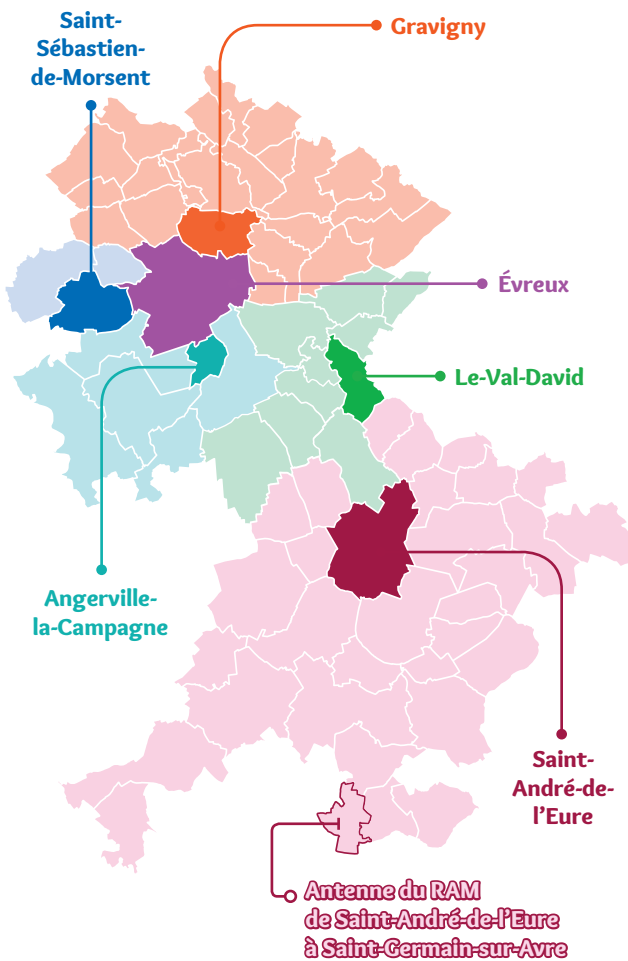 Saint-
Sébastien-
de-Morsent
Gravigny
Évreux
Le-Val-David
Angerville-
la-Campagne
Saint-
André-de-
l'Eure
Antenne du RAM
de Saint-André-de-l'Eure
à Saint-Germain-sur-Avre